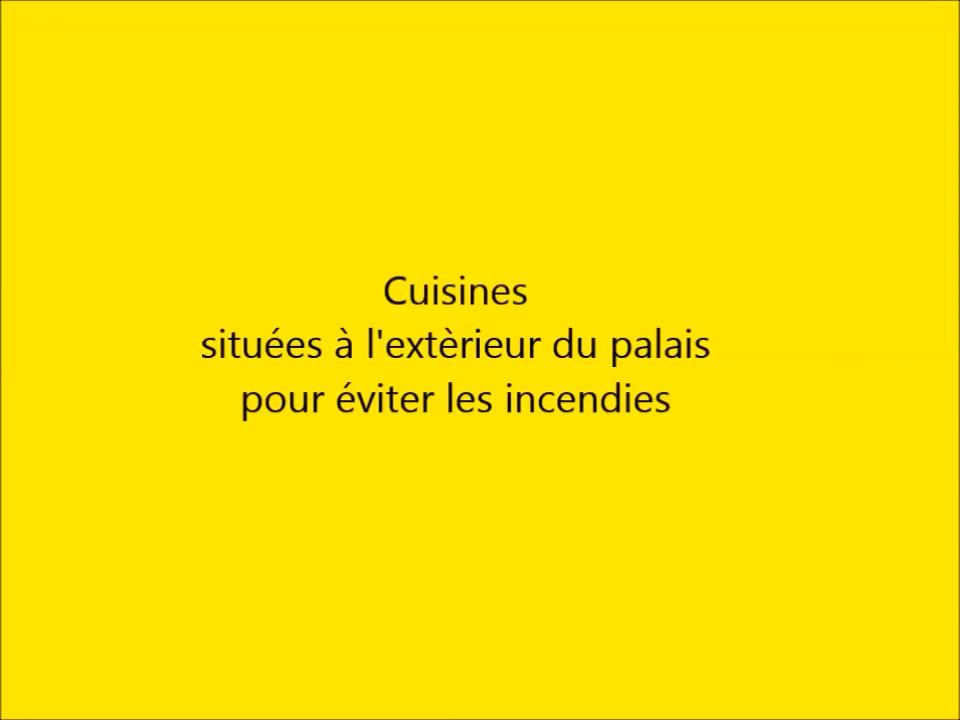 Cuisines
situées à l'extèrieur du palais
pour éviter les incendies